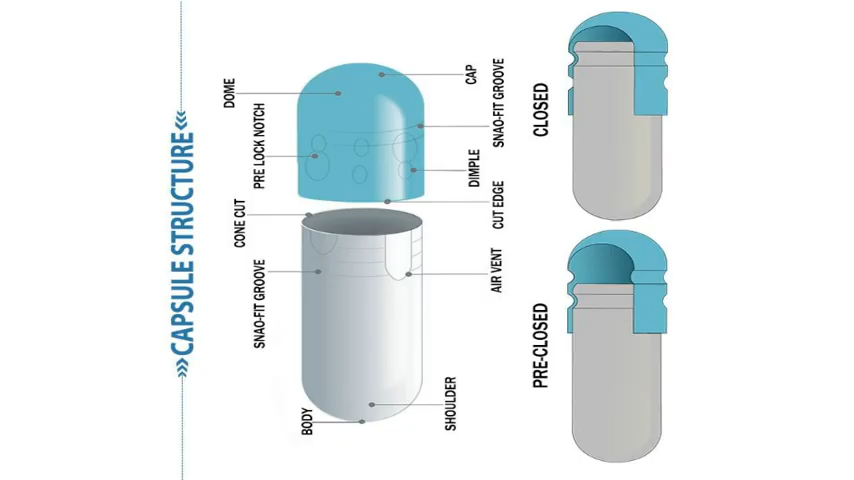 CAPSULE STRUCTURE
DOME
CAP
PRE LOCK NOTCH
SNAO-FIT GROOVE
DIMPLE
CUT EDGE
CONE CUT
AIR VENT
SNAO-FIT GROOVE
SHOULDER
BODY
CLOSED
PRE-CLOSED